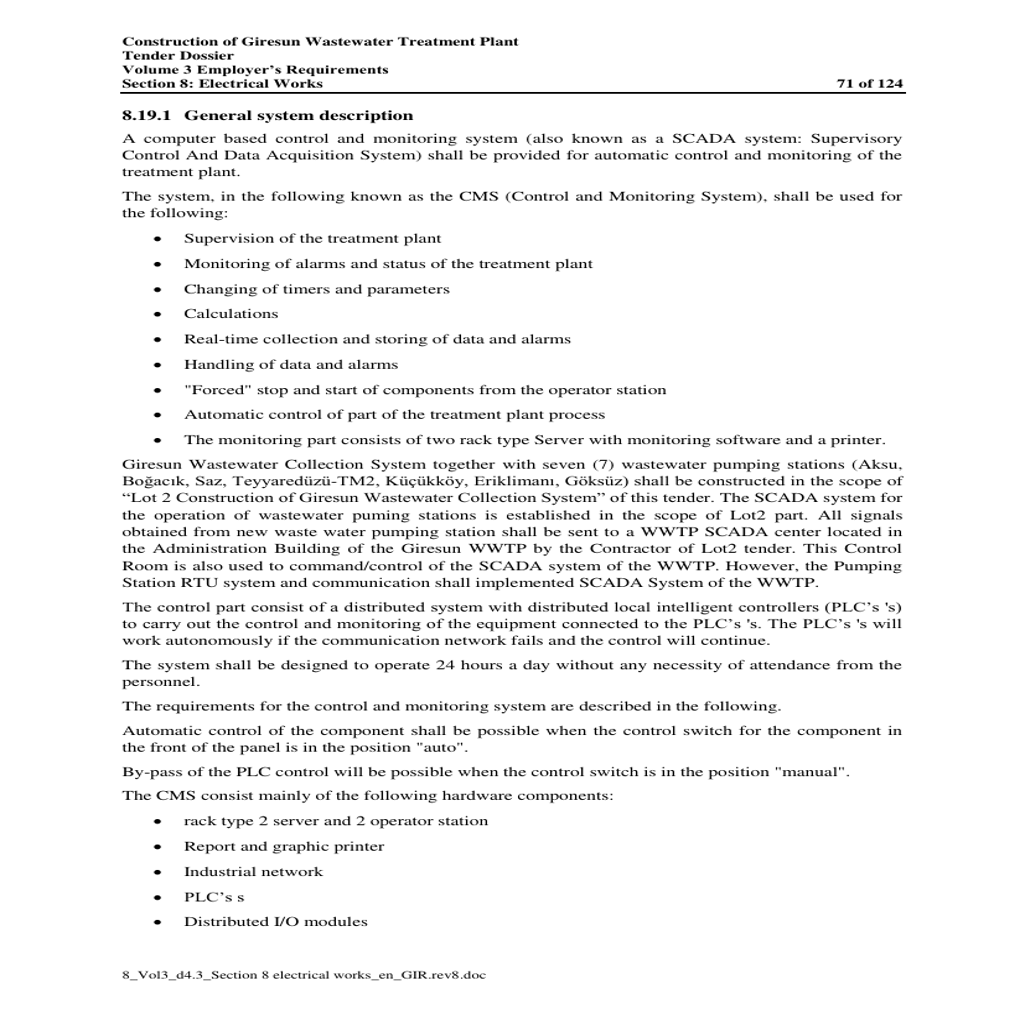 Construction of Giresun Wastewater Treatment Plant
Tender Dossier
Volume 3 Employer's Requirements
Section 8: Electrical Works 71 of 124
8.19.1 General system description
A computer based control and monitoring system (also known as a SCADA system: Supervisory
Control And Data Acquisition System) shall be provided for automatic control and monitoring of the
treatment plant.
The system, in the following known as the CMS (Control and Monitoring System), shall be used for
the following:
• Supervision of the treatment plant
• Monitoring of alarms and status of the treatment plant
• Changing of timers and parameters
• Calculations
• Real-time collection and storing of data and alarms
• Handling of data and alarms
• "Forced" stop and start of components from the operator station
• Automatic control of part of the treatment plant process
• The monitoring part consists of two rack type Server with monitoring software and a printer.
Giresun Wastewater Collection System together with seven (7) wastewater pumping stations (Aksu,
Boğacık, Saz, Teyyaredüzü-TM2, Küçükköy, Eriklimanı, Göksüz) shall be constructed in the scope of
“Lot 2 Construction of Giresun Wastewater Collection System” of this tender. The SCADA system for
the operation of wastewater puming stations is established in the scope of Lot2 part. All signals
obtained from new waste water pumping station shall be sent to a WWTP SCADA center located in
the Administration Building of the Giresun WWTP by the Contractor of Lot2 tender. This Control
Room is also used to command/control of the SCADA system of the WWTP. However, the Pumping
Station RTU system and communication shall implemented SCADA System of the WWTP.
The control part consist of a distributed system with distributed local intelligent controllers (PLC’s 's)
to carry out the control and monitoring of the equipment connected to the PLC’s 's. The PLC’s 's will
work autonomously if the communication network fails and the control will continue.
The system shall be designed to operate 24 hours a day without any necessity of attendance from the
personnel.
The requirements for the control and monitoring system are described in the following.
Automatic control of the component shall be possible when the control switch for the component in
the front of the panel is in the position "auto".
By-pass of the PLC control will be possible when the control switch is in the position "manual".
The CMS consist mainly of the following hardware components:
• rack type 2 server and 2 operator station
• Report and graphic printer
• Industrial network
• PLC’s s
• Distributed I/O modules
8_Vol3_d4.3_Section 8 electrical works_en_GIR.rev8.doc